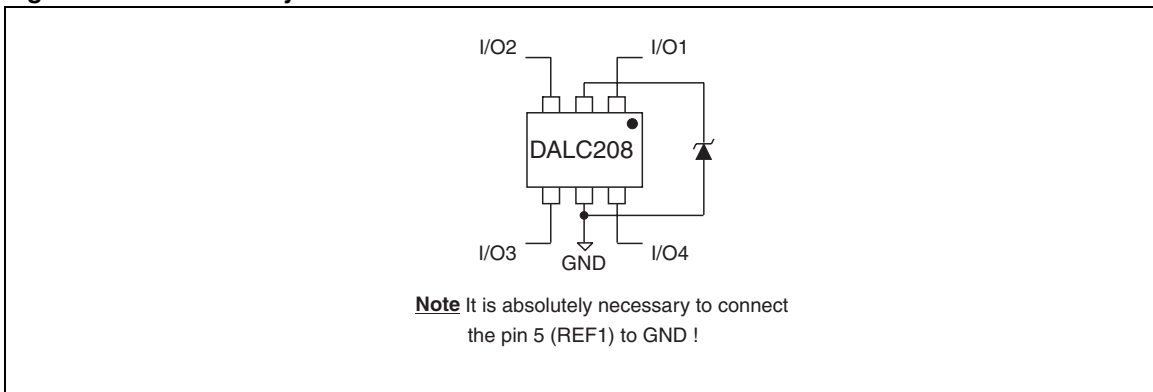 I/O2
I/O1
DALC208
I/O3
GND
I/O4
Note It is absolutely necessary to connect
the pin 5 (REF1) to GND !